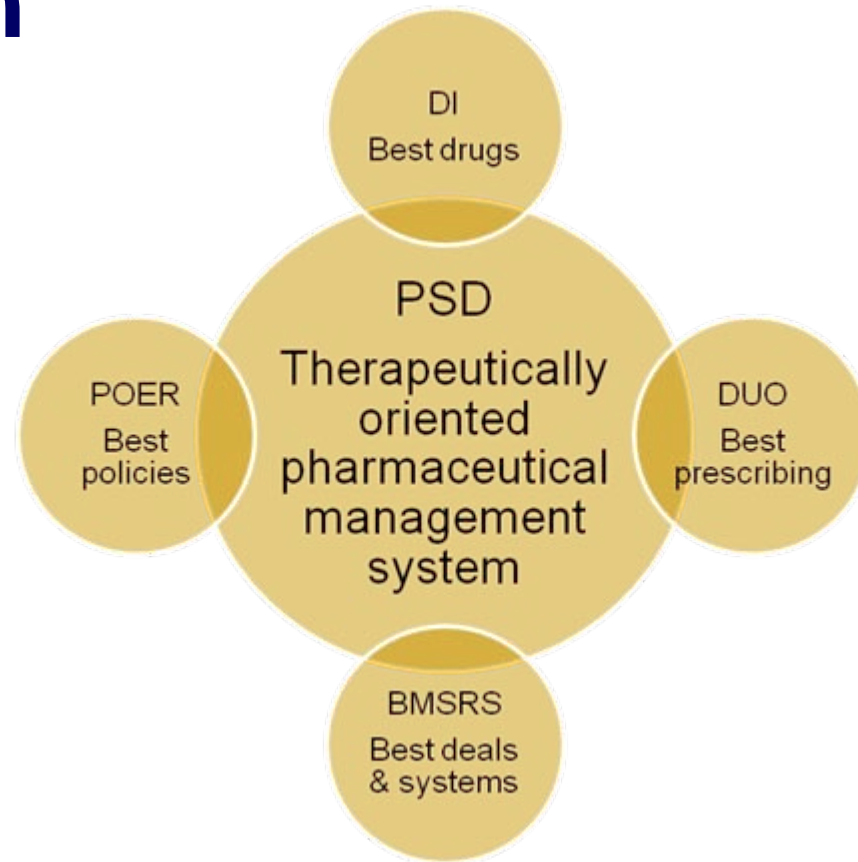 DI
Best drugs
PSD
Therapeutically
oriented
pharmaceutical
management
system
POER
Best
policies
DUO
Best
prescribing
BMSRS
Best deals
& systems